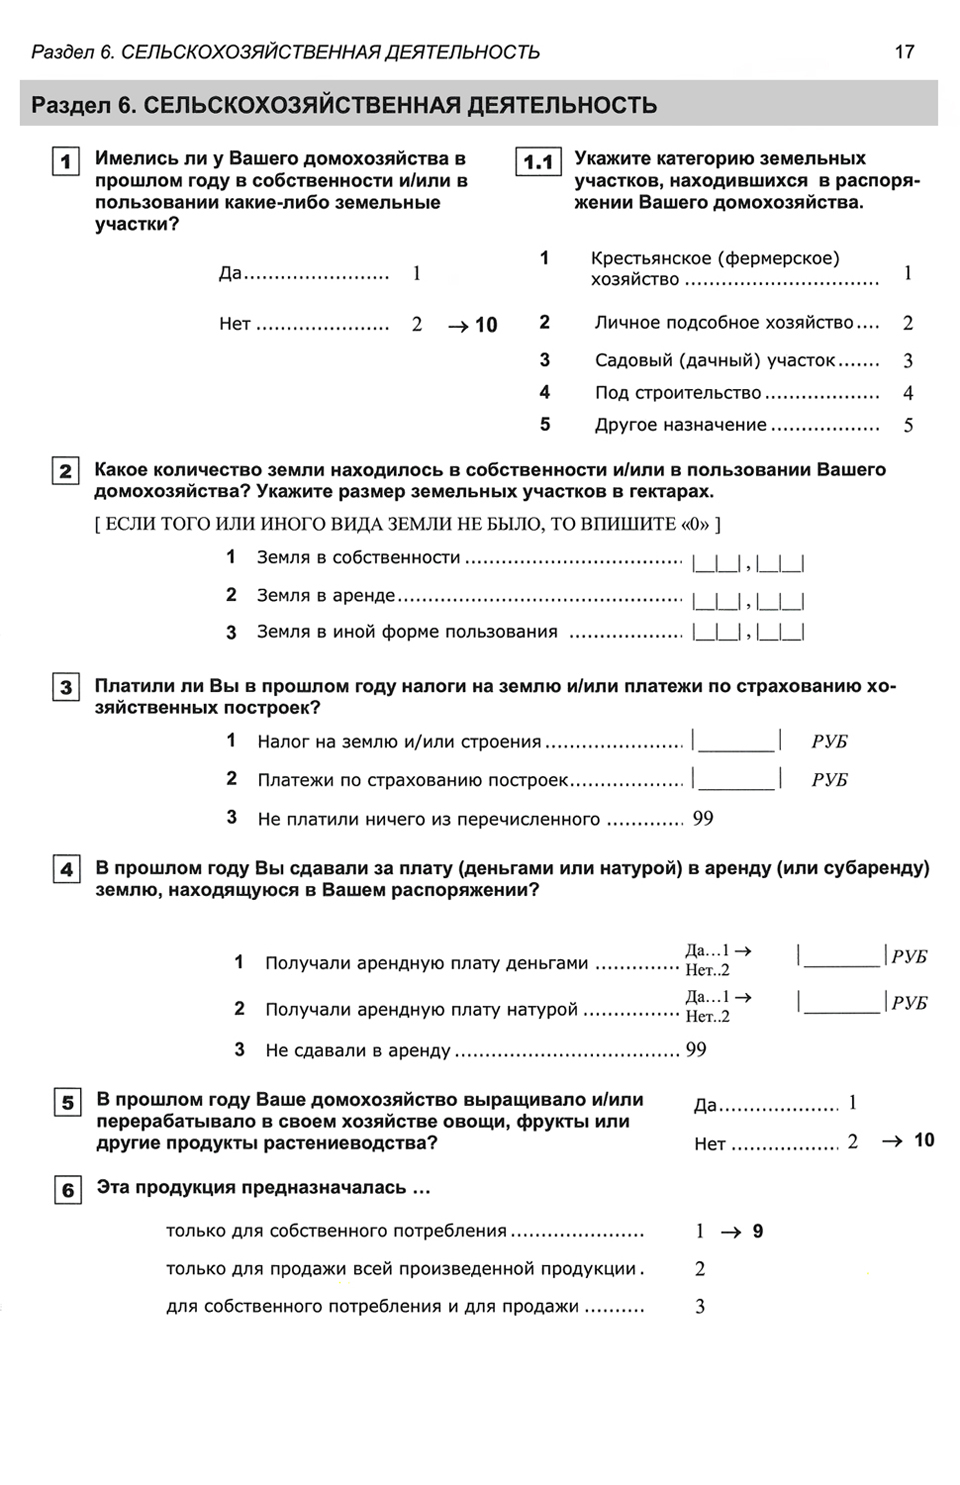 Раздел 6. СЕЛЬСКОХОЗЯЙСТВЕННАЯ ДЕЯТЕЛЬНОСТЬ 17
Раздел 6. СЕЛЬСКОХОЗЯЙСТВЕННАЯ ДЕЯТЕЛЬНОСТЬ
1 Имелись ли у Вашего домохозяйства в
прошлом году в собственности и/или в
пользовании какие-либо земельные
участки?
Да........................ 1
Нет ...................... 2 → 10
1.1 Укажите категорию земельных
участков, находившихся в распоря-
жении Вашего домохозяйства.
1 Крестьянское (фермерское)
хозяйство ................................ 1
2 Личное подсобное хозяйство.... 2
3 Садовый (дачный) участок....... 3
4 Под строительство................... 4
5 Другое назначение.................. 5
2 Какое количество земли находилось в собственности и/или в пользовании Вашего
домохозяйства? Укажите размер земельных участков в гектарах.
[ ЕСЛИ ТОГО ИЛИ ИНОГО ВИДА ЗЕМЛИ НЕ БЫЛО, ТО ВПИШИТЕ «0» ]
1 Земля в собственности .................................... |__|__| , |__|__|
2 Земля в аренде............................................... |__|__| , |__|__|
3 Земля в иной форме пользования ................... |__|__| , |__|__|
3 Платили ли Вы в прошлом году налоги на землю и/или платежи по страхованию хо-
зяйственных построек?
1 Налог на землю и/или строения....................... |________| РУБ
2 Платежи по страхованию построек................... |________| РУБ
3 Не платили ничего из перечисленного ............. 99
4 В прошлом году Вы сдавали за плату (деньгами или натурой) в аренду (или субаренду)
землю, находящуюся в Вашем распоряжении?
1 Получали арендную плату деньгами .............. Да...1 → |________| РУБ
Нет..2
2 Получали арендную плату натурой ................ Да...1 → |________| РУБ
Нет..2
3 Не сдавали в аренду..................................... 99
5 В прошлом году Ваше домохозяйство выращивало и/или
перерабатывало в своем хозяйстве овощи, фрукты или
другие продукты растениеводства?
Да.................... 1
Нет .................. 2 → 10
6 Эта продукция предназначалась ...
только для собственного потребления...................... 1 → 9
только для продажи всей произведенной продукции. 2
для собственного потребления и для продажи .......... 3